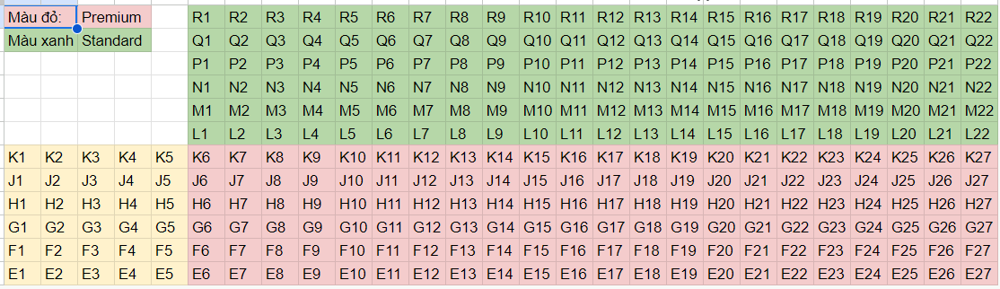 Màu đỏ: Premium R1 R2 R3 R4 R5 R6 R7 R8 R9 R10 R11 R12 R13 R14 R15 R16 R17 R18 R19 R20 R21 R22
Màu xanh Standard Q1 Q2 Q3 Q4 Q5 Q6 Q7 Q8 Q9 Q10 Q11 Q12 Q13 Q14 Q15 Q16 Q17 Q18 Q19 Q20 Q21 Q22
P1 P2 P3 P4 P5 P6 P7 P8 P9 P10 P11 P12 P13 P14 P15 P16 P17 P18 P19 P20 P21 P22
N1 N2 N3 N4 N5 N6 N7 N8 N9 N10 N11 N12 N13 N14 N15 N16 N17 N18 N19 N20 N21 N22
M1 M2 M3 M4 M5 M6 M7 M8 M9 M10 M11 M12 M13 M14 M15 M16 M17 M18 M19 M20 M21 M22
L1 L2 L3 L4 L5 L6 L7 L8 L9 L10 L11 L12 L13 L14 L15 L16 L17 L18 L19 L20 L21 L22
K1 K2 K3 K4 K5 K6 K7 K8 K9 K10 K11 K12 K13 K14 K15 K16 K17 K18 K19 K20 K21 K22 K23 K24 K25 K26 K27
J1 J2 J3 J4 J5 J6 J7 J8 J9 J10 J11 J12 J13 J14 J15 J16 J17 J18 J19 J20 J21 J22 J23 J24 J25 J26 J27
H1 H2 H3 H4 H5 H6 H7 H8 H9 H10 H11 H12 H13 H14 H15 H16 H17 H18 H19 H20 H21 H22 H23 H24 H25 H26 H27
G1 G2 G3 G4 G5 G6 G7 G8 G9 G10 G11 G12 G13 G14 G15 G16 G17 G18 G19 G20 G21 G22 G23 G24 G25 G26 G27
F1 F2 F3 F4 F5 F6 F7 F8 F9 F10 F11 F12 F13 F14 F15 F16 F17 F18 F19 F20 F21 F22 F23 F24 F25 F26 F27
E1 E2 E3 E4 E5 E6 E7 E8 E9 E10 E11 E12 E13 E14 E15 E16 E17 E18 E19 E20 E21 E22 E23 E24 E25 E26 E27